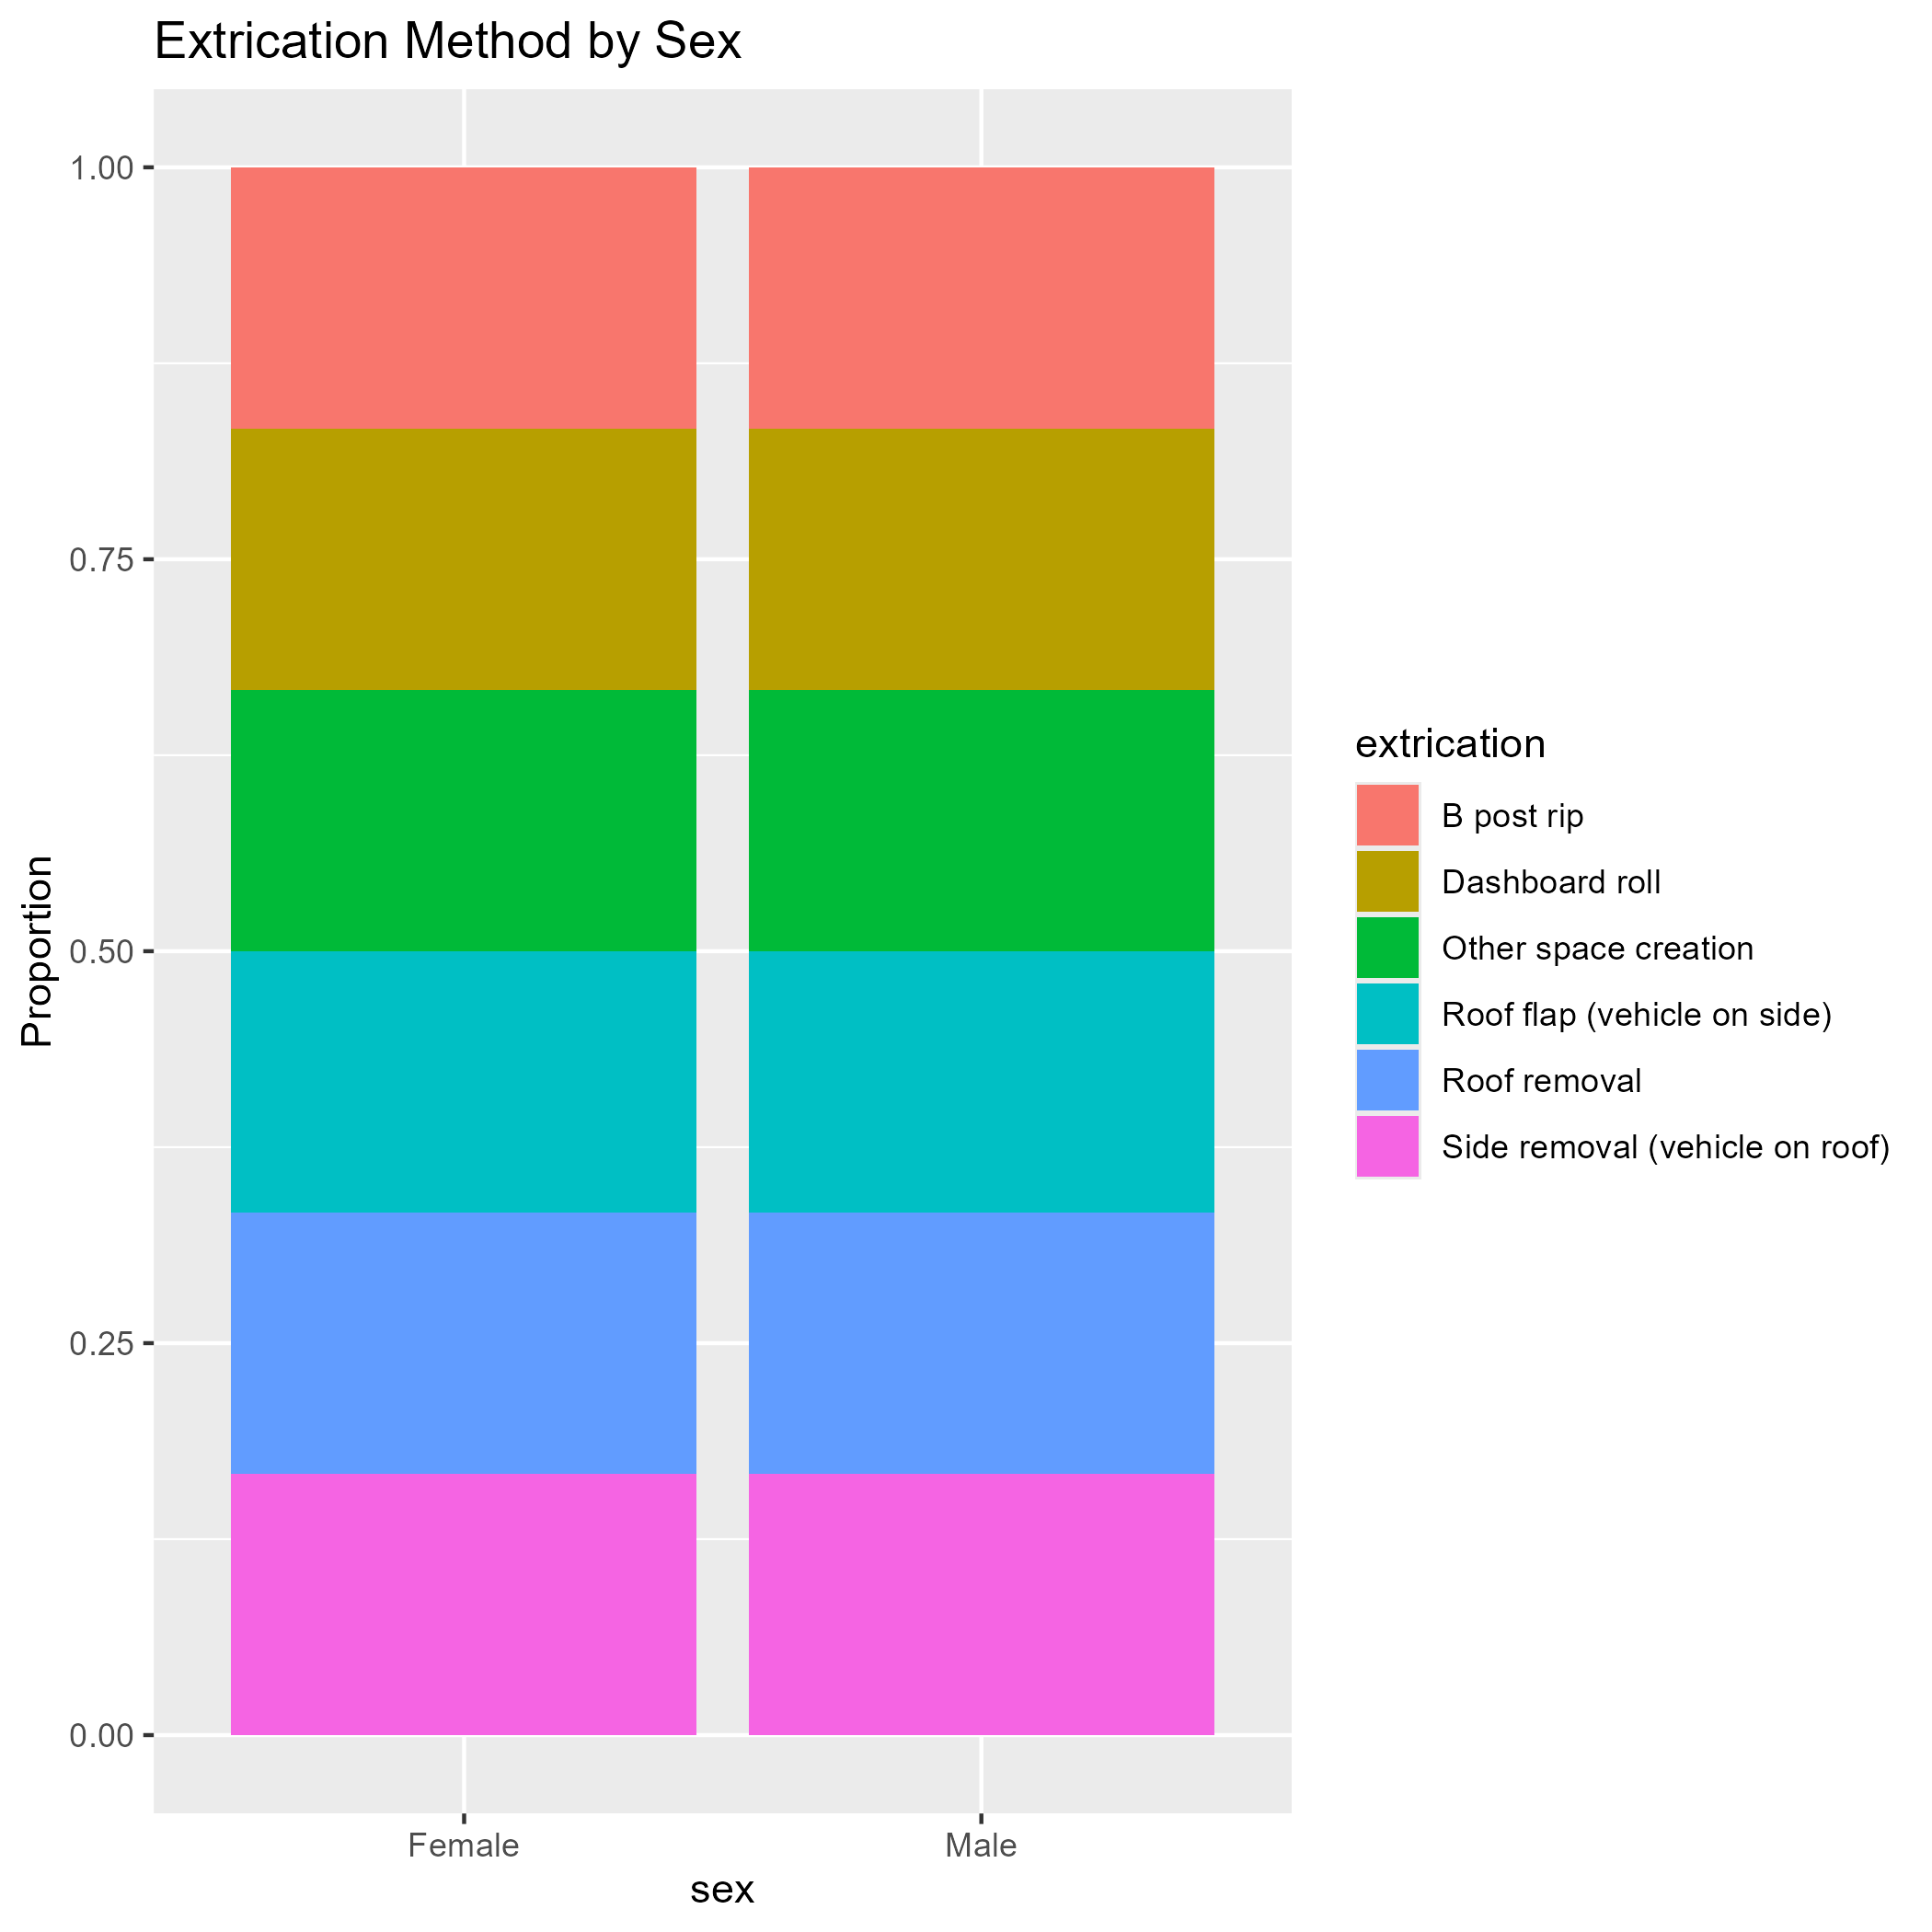 Extrication Method by Sex
1.00
0.75
0.50
0.25
0.00
Proportion
Female
Male
sex
extrication
B post rip
Dashboard roll
Other space creation
Roof flap (vehicle on side)
Roof removal
Side removal (vehicle on roof)